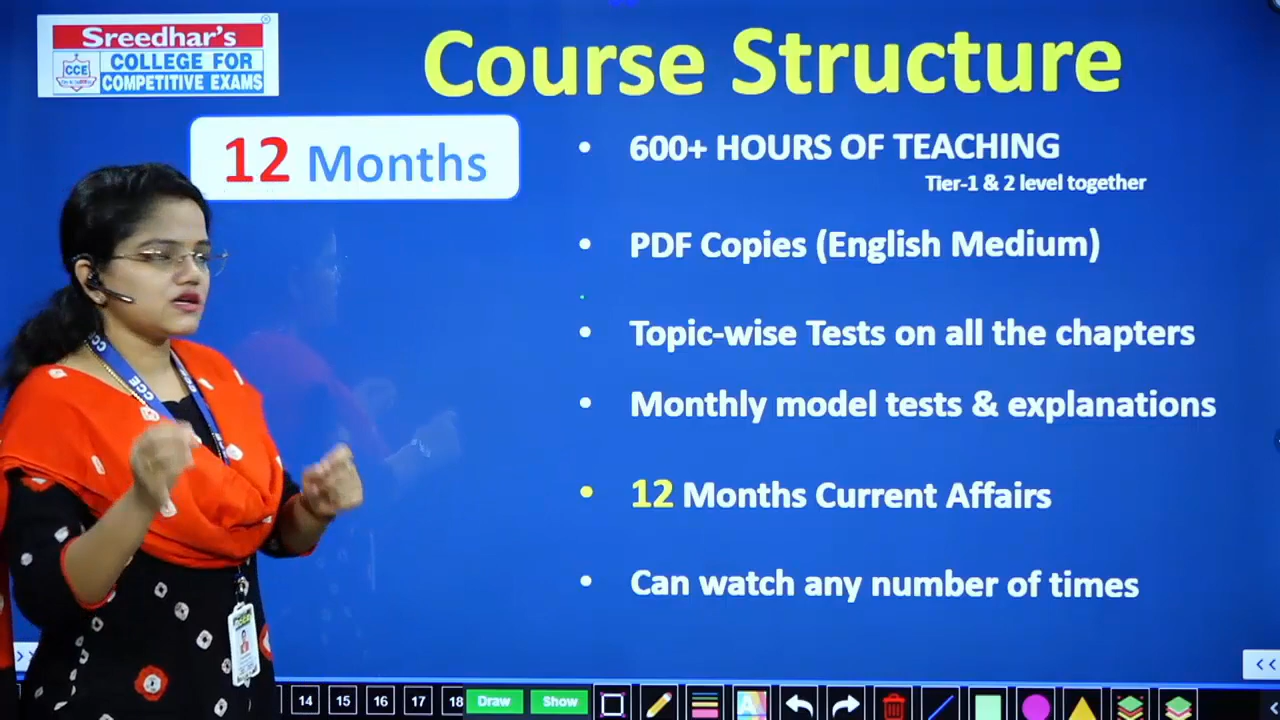 Sreedhar's
CCE
COLLEGE FOR
COMPETITIVE EXAMS
Course Structure
12 Months
• 600+ HOURS OF TEACHING
Tier-1 & 2 level together
• PDF Copies (English Medium)
• Topic-wise Tests on all the chapters
• Monthly model tests & explanations
• 12 Months Current Affairs
• Can watch any number of times
CCE
14 15 16 17 18 Draw Show